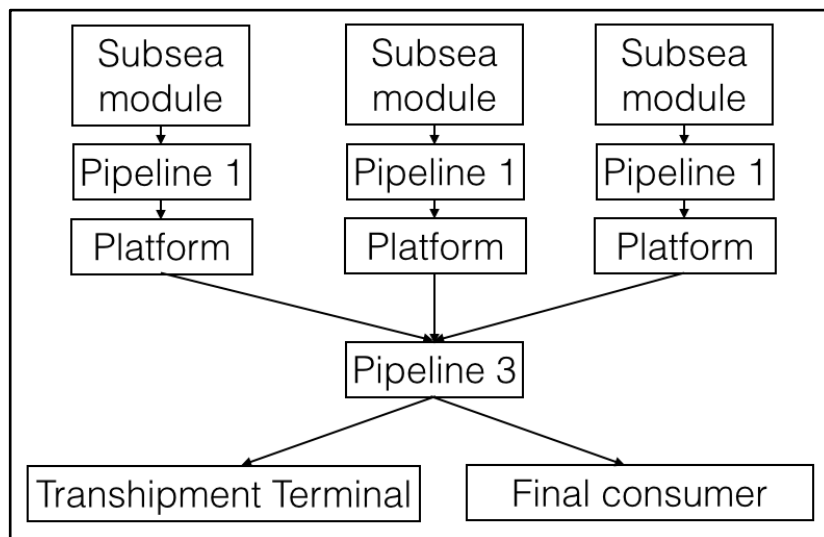 Subsea
module
Subsea
module
Subsea
module
Pipeline 1
Pipeline 1
Pipeline 1
Platform
Platform
Platform
Pipeline 3
Transhipment Terminal
Final consumer